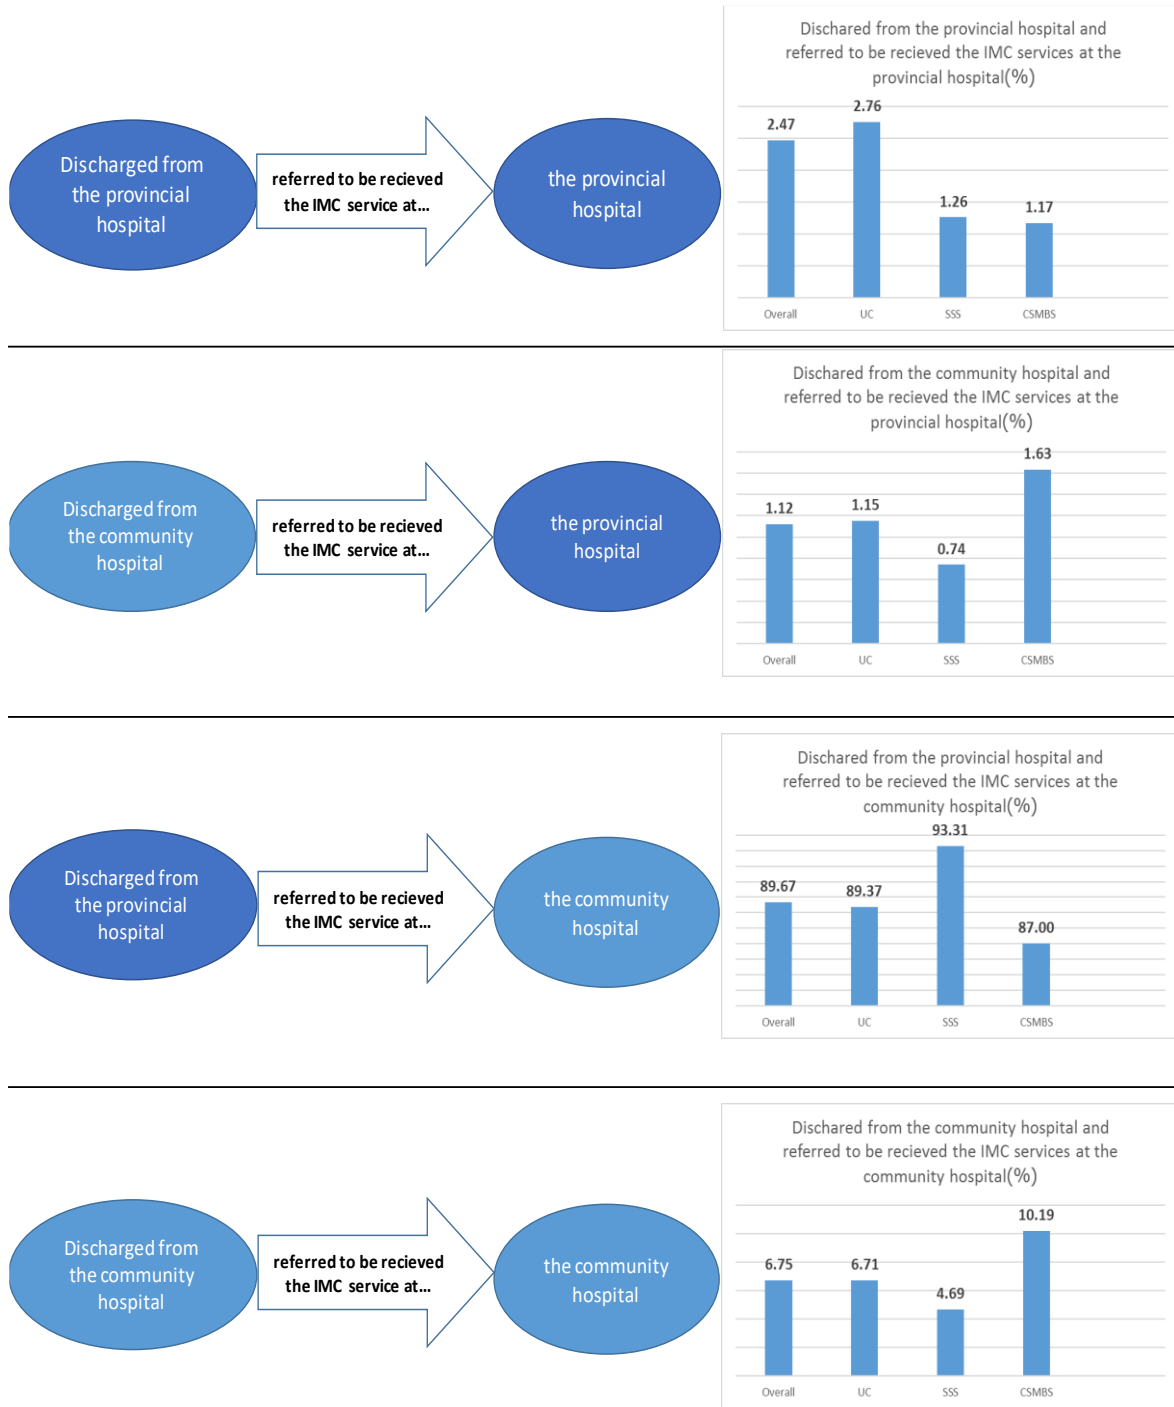 Discharged from
the provincial
hospital
referred to be recieved
the IMC service at...
the provincial
hospital
Dischared from the provincial hospital and
referred to be recieved the IMC services at the
provincial hospital(%)
2.47
2.76
1.26
1.17
Overall
UC
SSS
CSMBS
Discharged from
the community
hospital
referred to be recieved
the IMC service at...
the provincial
hospital
Dischared from the community hospital and
referred to be recieved the IMC services at the
provincial hospital(%)
1.12
1.15
0.74
1.63
Overall
UC
SSS
CSMBS
Discharged from
the provincial
hospital
referred to be recieved
the IMC service at...
the community
hospital
Dischared from the provincial hospital and
referred to be recieved the IMC services at the
community hospital(%)
89.67
89.37
93.31
87.00
Overall
UC
SSS
CSMBS
Discharged from
the community
hospital
referred to be recieved
the IMC service at...
the community
hospital
Dischared from the community hospital and
referred to be recieved the IMC services at the
community hospital(%)
6.75
6.71
4.69
10.19
Overall
UC
SSS
CSMBS